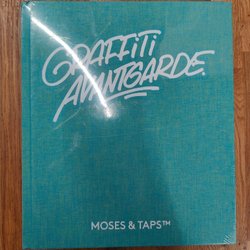 GRAFFITI
AVANTGARDE.
MOSES & TAPS™